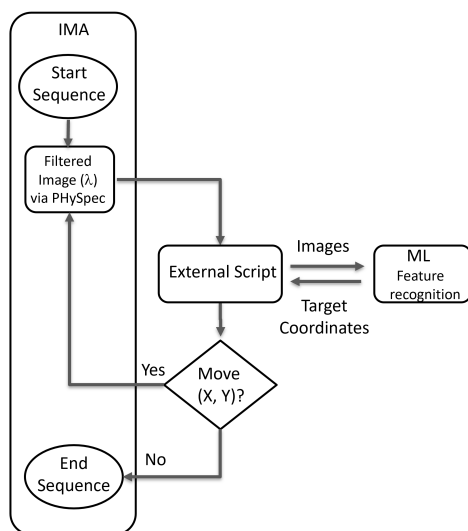 IMA
Start
Sequence
Filtered
Image (λ)
via PHySpec
External Script
Images
Target
Coordinates
ML
Feature
recognition
Move
(X, Y)?
Yes
No
End
Sequence